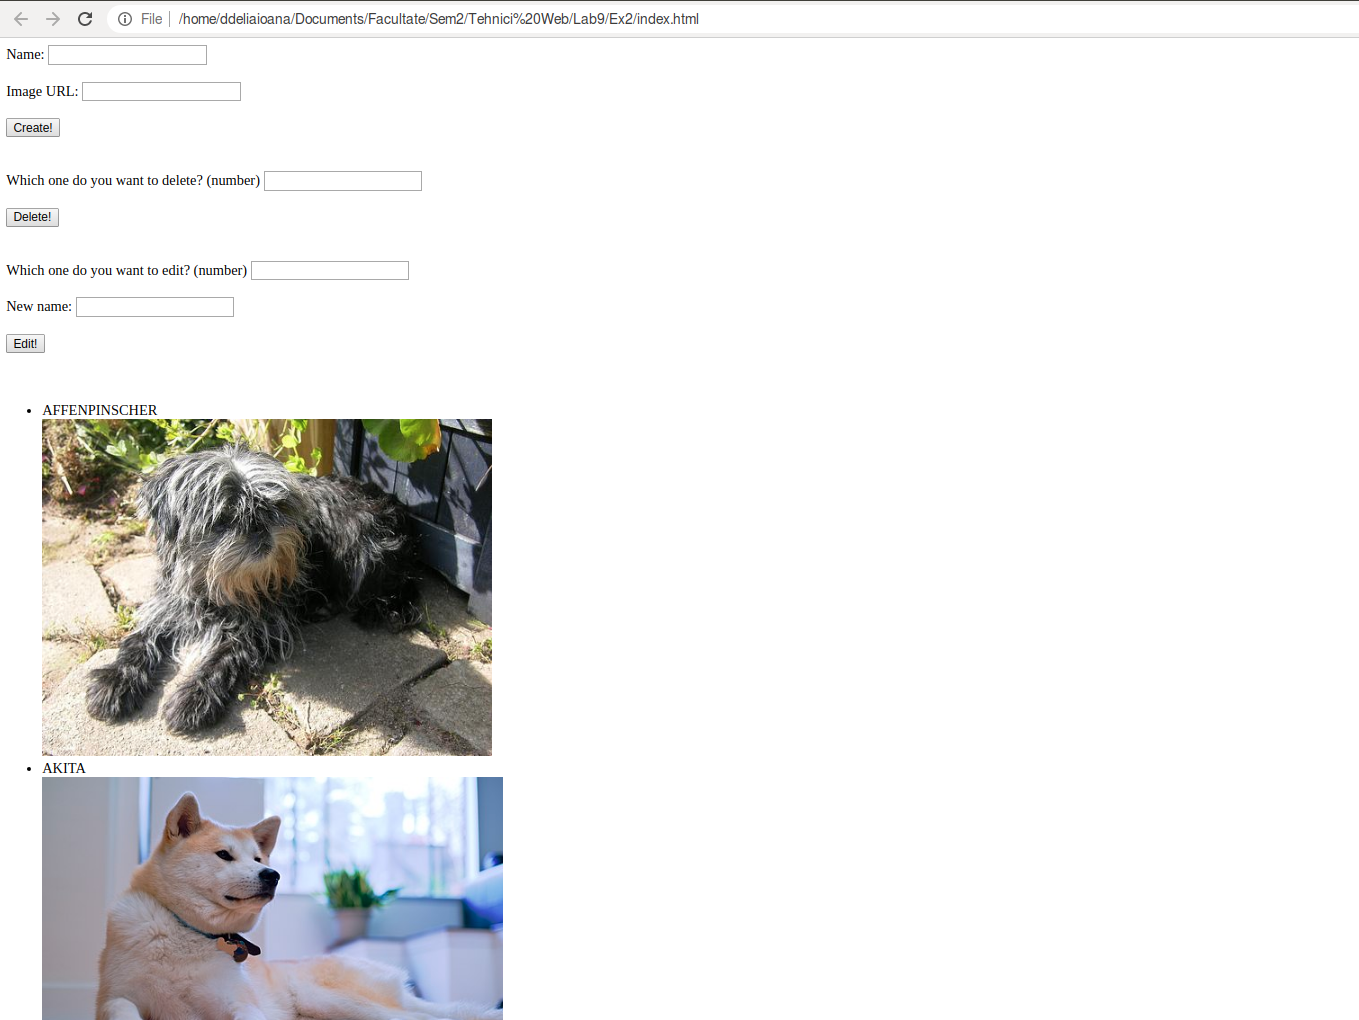 File | /home/ddeliaioana/Documents/Facultate/Sem2/Tehnici%20Web/Lab9/Ex2/index.html
Name:
Image URL:
Create!
Which one do you want to delete? (number)
Delete!
Which one do you want to edit? (number)
New name:
Edit!
• AFFENPINSCHER
• AKITA